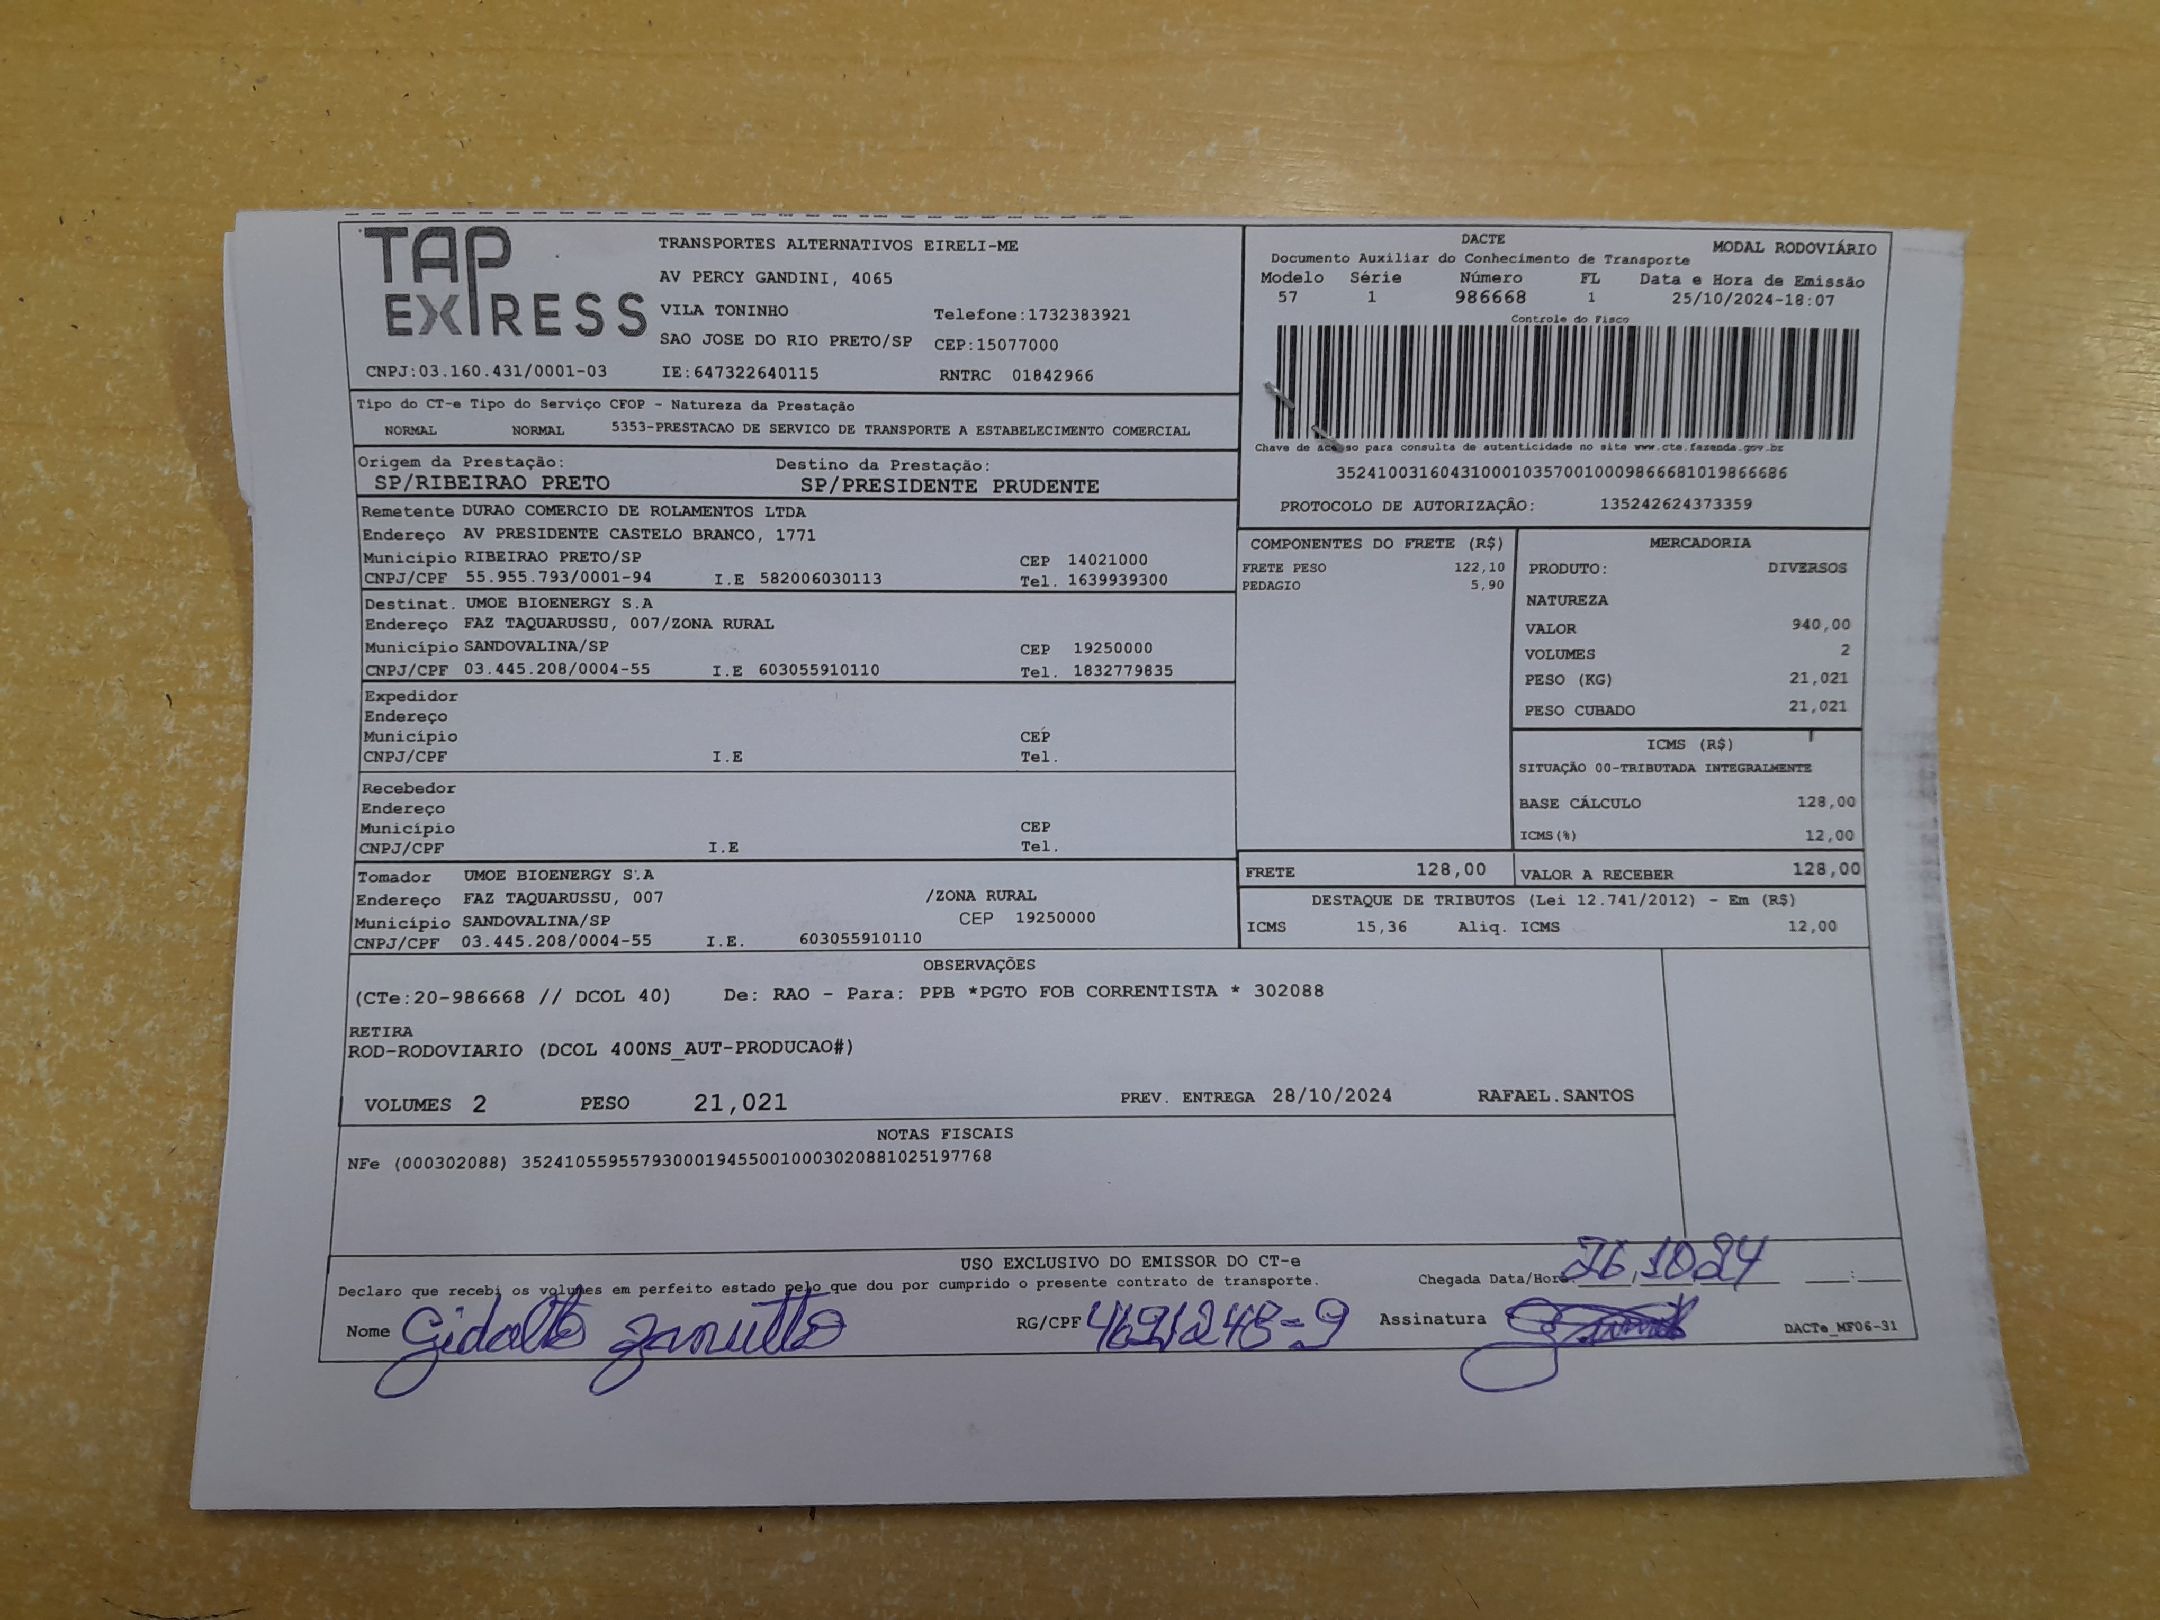 TAP EXPRESS
TRANSPORTES ALTERNATIVOS EIRELI-ME
AV PERCY GANDINI, 4065
VILA TONINHO Telefone:1732383921
SAO JOSE DO RIO PRETO/SP CEP:15077000
CNPJ:03.160.431/0001-03 IE:647322640115 RNTRC 01842966
DACTE MODAL RODOVIÁRIO
Documento Auxiliar do Conhecimento de Transporte
Modelo Série Número FL Data e Hora de Emissão
57 1 986668 1 25/10/2024-18:07
Controle do Fisco
Chave de acesso para consulta de autenticidade no site www.cte.fazenda.gov.br
35241003160431000103570010009866681019866686
PROTOCOLO DE AUTORIZAÇÃO: 135242624373359
Tipo do CT-e Tipo do Serviço CFOP - Natureza da Prestação
NORMAL NORMAL 5353-PRESTACAO DE SERVICO DE TRANSPORTE A ESTABELECIMENTO COMERCIAL
Origem da Prestação: Destino da Prestação:
SP/RIBEIRAO PRETO SP/PRESIDENTE PRUDENTE
Remetente DURAO COMERCIO DE ROLAMENTOS LTDA
Endereço AV PRESIDENTE CASTELO BRANCO, 1771
Município RIBEIRAO PRETO/SP CEP 14021000
CNPJ/CPF 55.955.793/0001-94 I.E 582006030113 Tel. 1639939300
Destinat. UMOE BIOENERGY S.A
Endereço FAZ TAQUARUSSU, 007/ZONA RURAL
Município SANDOVALINA/SP CEP 19250000
CNPJ/CPF 03.445.208/0004-55 I.E 603055910110 Tel. 1832779835
Expedidor
Endereço
Município CEP
CNPJ/CPF I.E Tel.
Recebedor
Endereço
Município CEP
CNPJ/CPF I.E Tel.
Tomador UMOE BIOENERGY S.A
Endereço FAZ TAQUARUSSU, 007 /ZONA RURAL
Município SANDOVALINA/SP CEP 19250000
CNPJ/CPF 03.445.208/0004-55 I.E. 603055910110
COMPONENTES DO FRETE (R$)
FRETE PESO 122,10
PEDAGIO 5,90
MERCADORIA
PRODUTO: DIVERSOS
NATUREZA
VALOR 940,00
VOLUMES 2
PESO (KG) 21,021
PESO CUBADO 21,021
ICMS (R$)
SITUAÇÃO 00-TRIBUTADA INTEGRALMENTE
BASE CÁLCULO 128,00
ICMS(%) 12,00
FRETE 128,00 VALOR A RECEBER 128,00
DESTAQUE DE TRIBUTOS (Lei 12.741/2012) - Em (R$)
ICMS 15,36 Aliq. ICMS 12,00
OBSERVAÇÕES
(CTe:20-986668 // DCOL 40) De: RAO - Para: PPB *PGTO FOB CORRENTISTA * 302088
RETIRA
ROD-RODOVIARIO (DCOL 400NS_AUT-PRODUCAO#)
VOLUMES 2 PESO 21,021 PREV. ENTREGA 28/10/2024 RAFAEL.SANTOS
NOTAS FISCAIS
NFe (000302088) 35241055955793000194550010003020881025197768
USO EXCLUSIVO DO EMISSOR DO CT-e
Declaro que recebi os volumes em perfeito estado pelo que dou por cumprido o presente contrato de transporte. Chegada Data/Hora 26,10,24 __:__
Nome Gidalto Zanutto RG/CPF Assinatura
DACTe_MF06-31